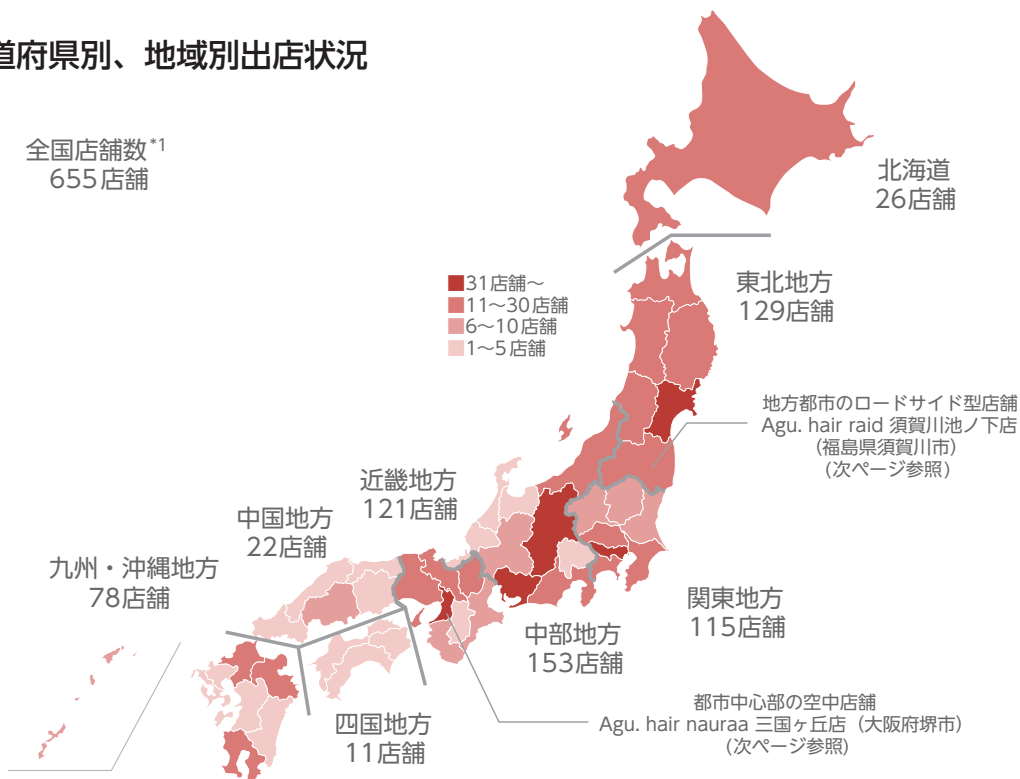 道府県別、地域別出店状況
全国店舗数*1
655店舗
北海道
26店舗
東北地方
129店舗
31店舗～
11～30店舗
6～10店舗
1～5店舗
地方都市のロードサイド型店舗
Agu. hair raid 須賀川池ノ下店
(福島県須賀川市)
(次ページ参照)
近畿地方
121店舗
中国地方
22店舗
九州・沖縄地方
78店舗
関東地方
115店舗
中部地方
153店舗
四国地方
11店舗
都市中心部の空中店舗
Agu. hair nauraa 三国ヶ丘店（大阪府堺市）
(次ページ参照)